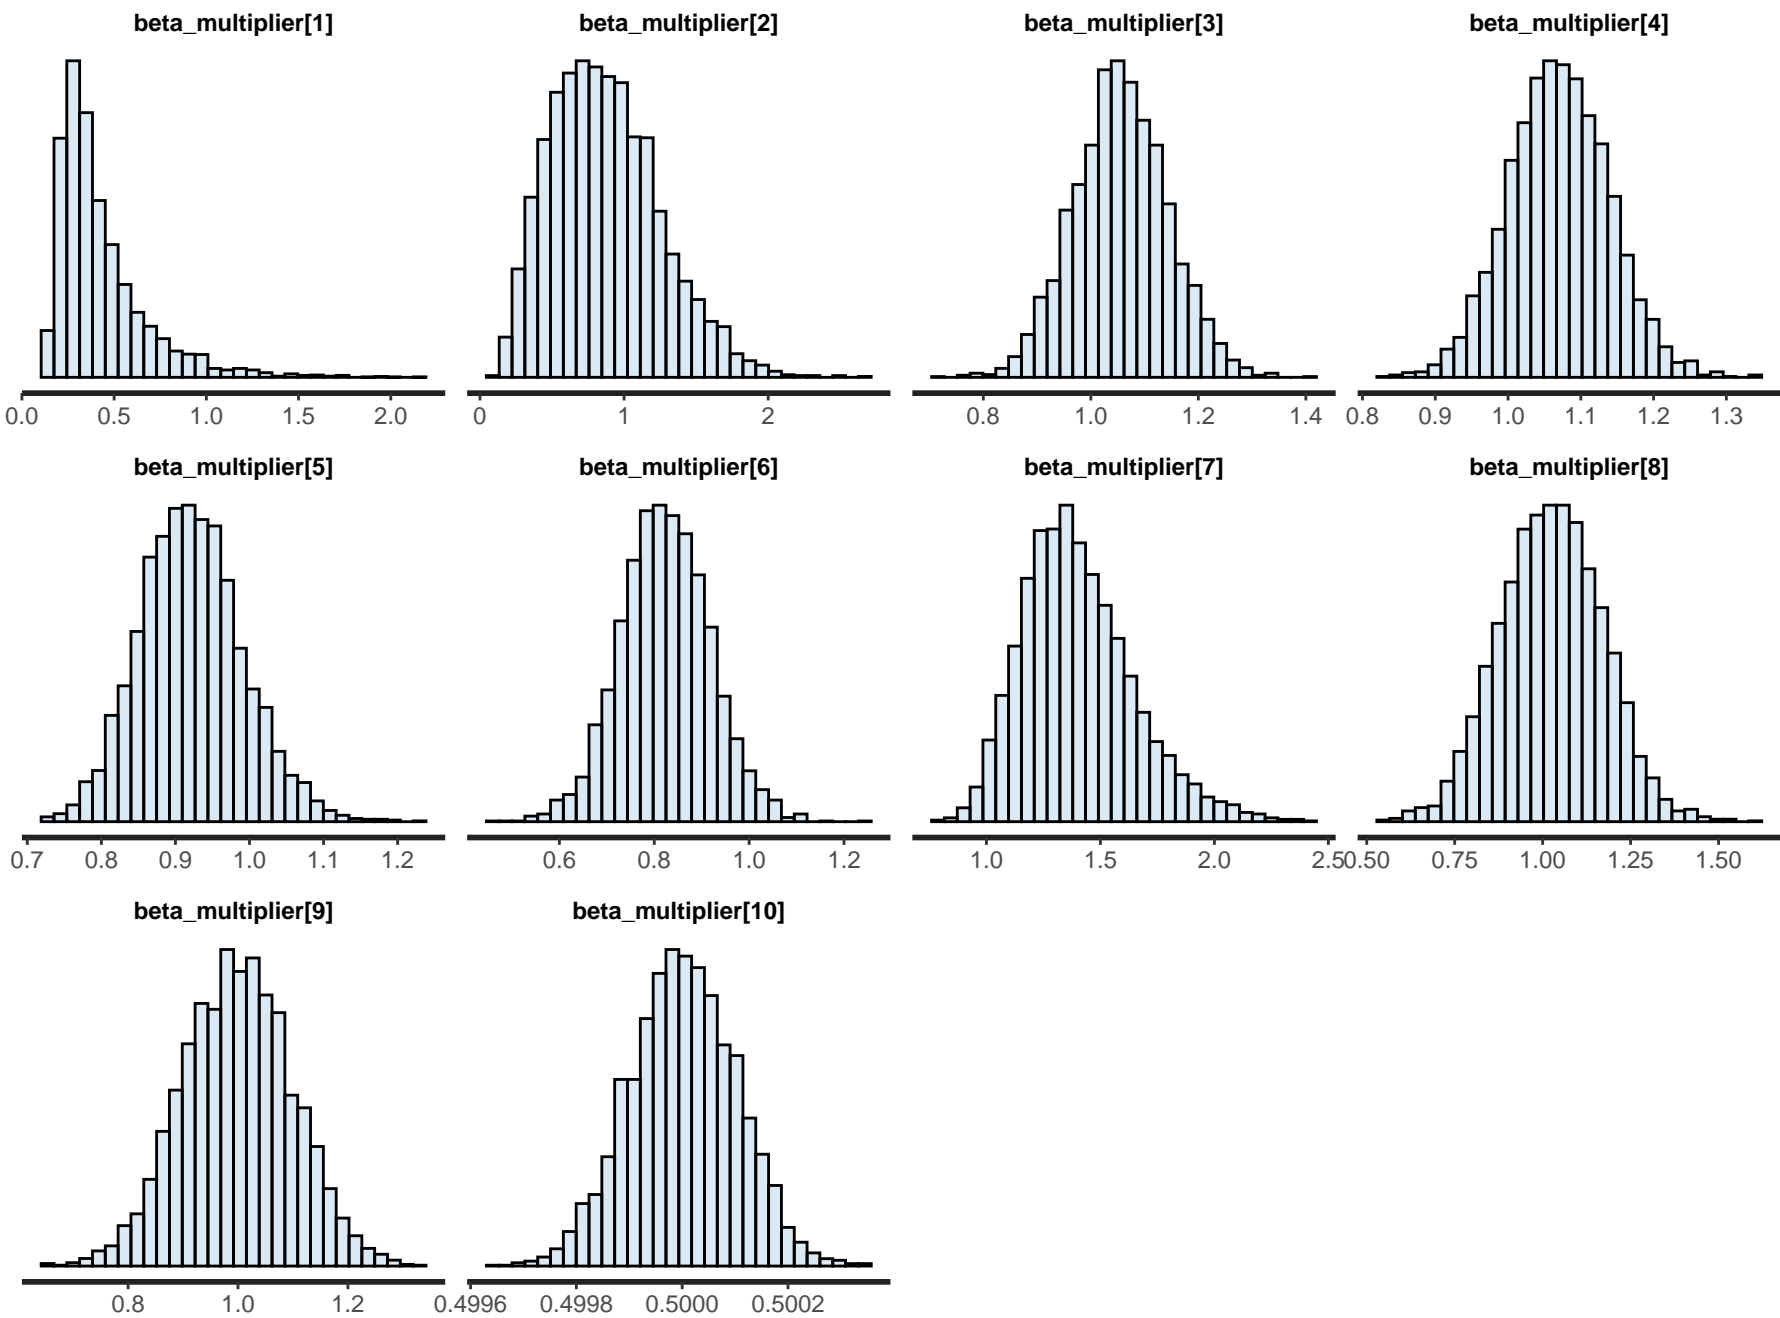 beta_multiplier[1] beta_multiplier[2] beta_multiplier[3] beta_multiplier[4]
0.0 0.5 1.0 1.5 2.0 0 1 2 0.8 1.0 1.2 1.4 0.8 0.9 1.0 1.1 1.2 1.3
beta_multiplier[5] beta_multiplier[6] beta_multiplier[7] beta_multiplier[8]
0.7 0.8 0.9 1.0 1.1 1.2 0.6 0.8 1.0 1.2 1.0 1.5 2.0 2.5 0.50 0.75 1.00 1.25 1.50
beta_multiplier[9] beta_multiplier[10]
0.8 1.0 1.2 0.4996 0.4998 0.5000 0.5002